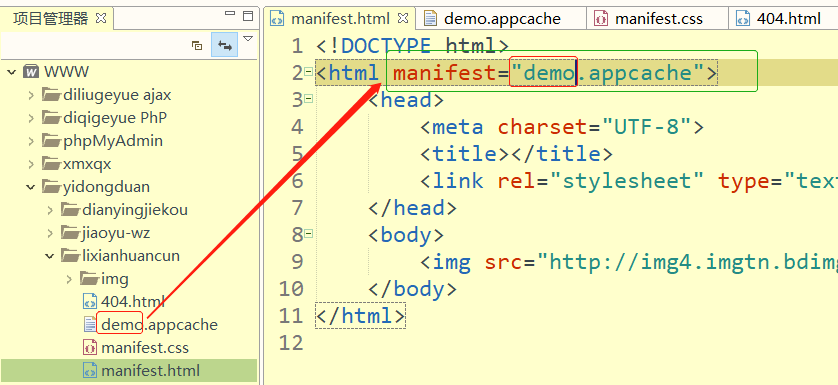 项目管理器
WWW
diliugeyue ajax
diqigeyue PhP
phpMyAdmin
xmxqx
yidongduan
dianyingjiekou
jiaoyu-wz
lixianhuancun
img
404.html
demo.appcache
manifest.css
manifest.html
manifest.html demo.appcache manifest.css 404.html
1 <!DOCTYPE html>
2 <html manifest="demo.appcache">
3 <head>
4 <meta charset="UTF-8">
5 <title></title>
6 <link rel="stylesheet" type="text
7 </head>
8 <body>
9 <img src="http://img4.imgtn.bdimg
10 </body>
11 </html>
12